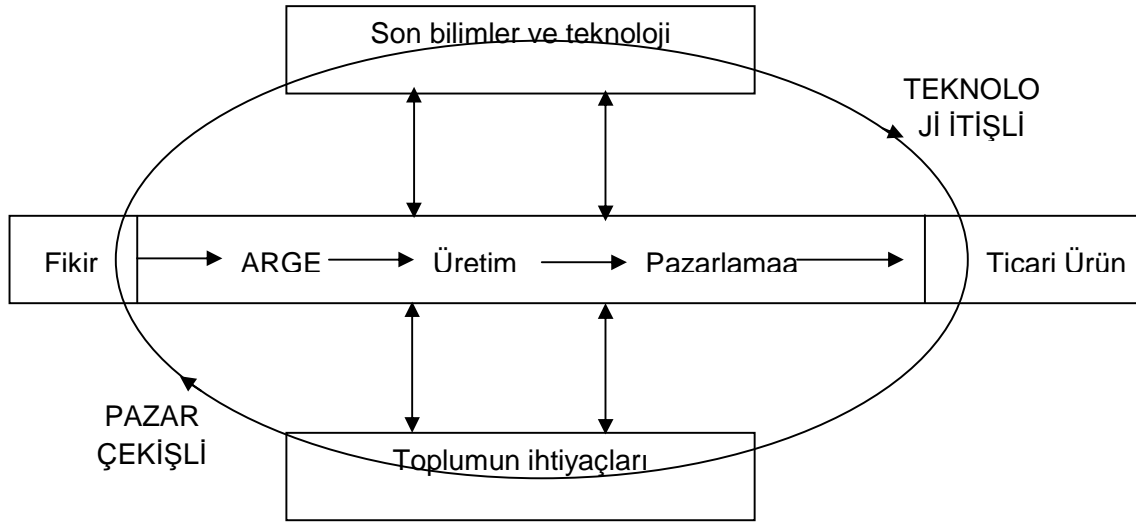 Son bilimler ve teknoloji
TEKNOLO
Jİ İTİŞLİ
Fikir ARGE Üretim Pazarlamaa Ticari Ürün
PAZAR
ÇEKİŞLİ
Toplumun ihtiyaçları